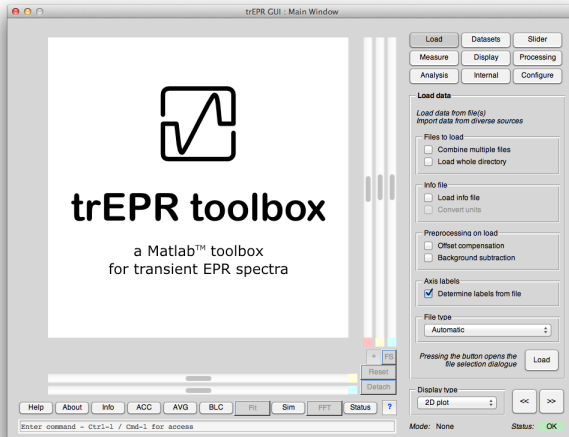 trEPR GUI : Main Window
trEPR toolbox
a Matlab™ toolbox
for transient EPR spectra
Load
Datasets
Slider
Measure
Display
Processing
Analysis
Internal
Configure
Load data
Load data from file(s)
Import data from diverse sources
Files to load
Combine multiple files
Load whole directory
Info file
Load info file
Convert units
Preprocessing on load
Offset compensation
Background subtraction
Axis labels
Determine labels from file
File type
Automatic
Pressing the button opens the
file selection dialogue
Load
+
FS
Reset
Detach
Display type
2D plot
<<
>>
Help
About
Info
ACC
AVG
BLC
Fit
Sim
FFT
Status
?
Enter command - Ctrl-l / Cmd-l for access
Mode: None
Status:
OK